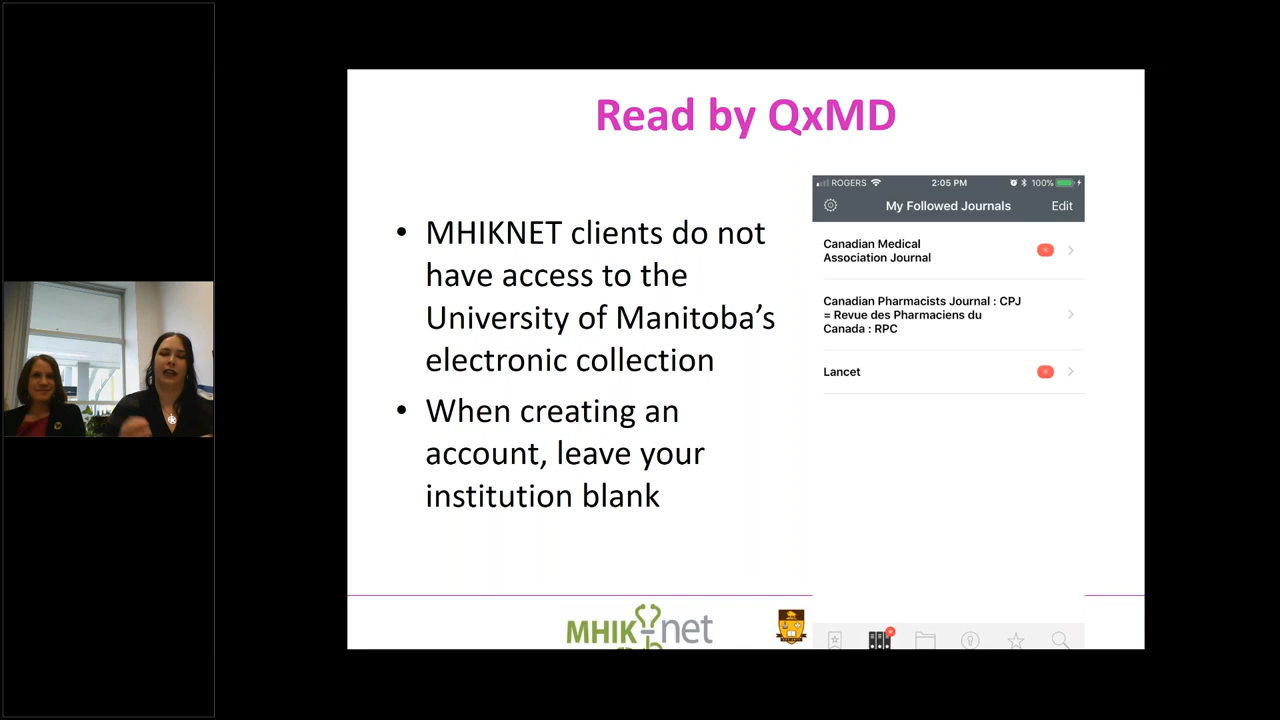 Read by QxMD
• MHIKNET clients do not
have access to the
University of Manitoba's
electronic collection
• When creating an
account, leave your
institution blank
ROGERS 2:05 PM 100%
My Followed Journals Edit
Canadian Medical
Association Journal
Canadian Pharmacists Journal : CPJ
= Revue des Pharmaciens du
Canada : RPC
Lancet
MHIKnet